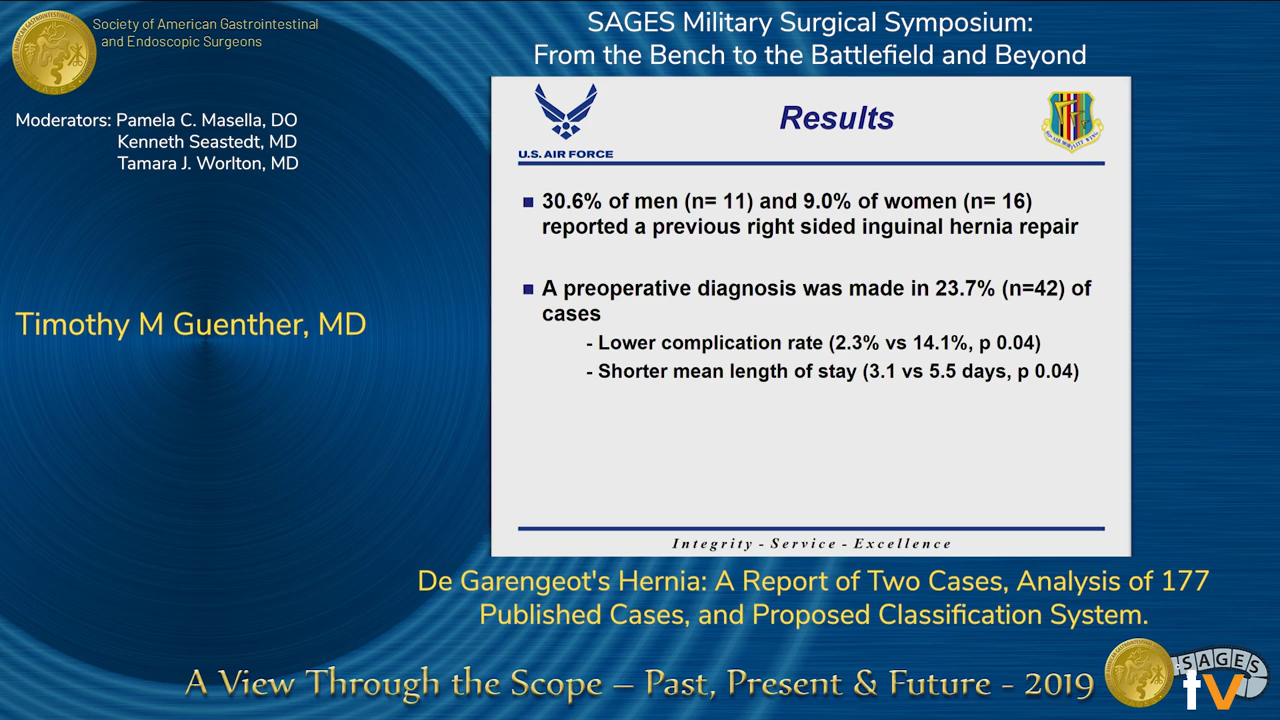 Society of American Gastrointestinal
and Endoscopic Surgeons
SAGES Military Surgical Symposium:
From the Bench to the Battlefield and Beyond
Moderators: Pamela C. Masella, DO
Kenneth Seastedt, MD
Tamara J. Worlton, MD
Timothy M Guenther, MD
U.S. AIR FORCE
Results
■ 30.6% of men (n= 11) and 9.0% of women (n= 16)
reported a previous right sided inguinal hernia repair
■ A preoperative diagnosis was made in 23.7% (n=42) of
cases
- Lower complication rate (2.3% vs 14.1%, p 0.04)
- Shorter mean length of stay (3.1 vs 5.5 days, p 0.04)
Integrity - Service - Excellence
De Garengeot's Hernia: A Report of Two Cases, Analysis of 177
Published Cases, and Proposed Classification System.
A View Through the Scope – Past, Present & Future - 2019
SAGES
tv